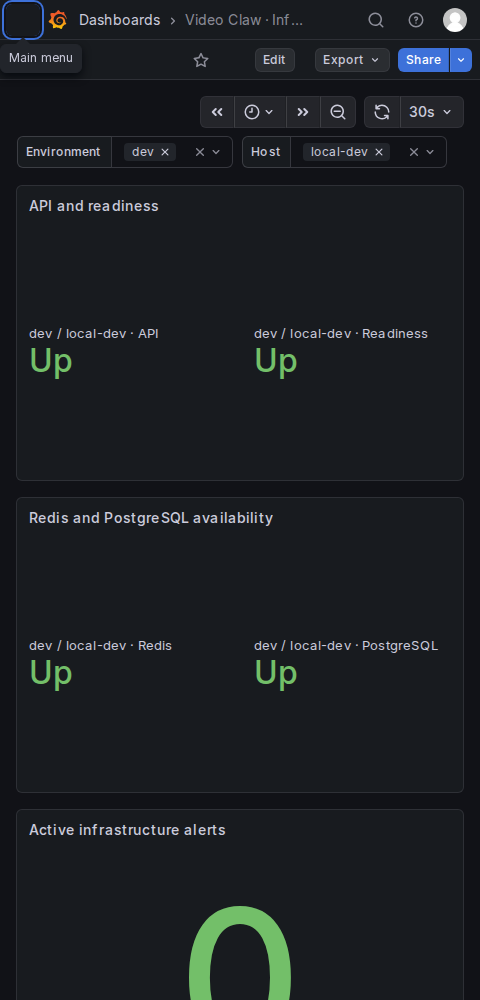 Dashboards › Video Claw · Inf...
Main menu
Edit
Export
Share
30s
Environment
dev
Host
local-dev
API and readiness
dev / local-dev · API
Up
dev / local-dev · Readiness
Up
Redis and PostgreSQL availability
dev / local-dev · Redis
Up
dev / local-dev · PostgreSQL
Up
Active infrastructure alerts
0